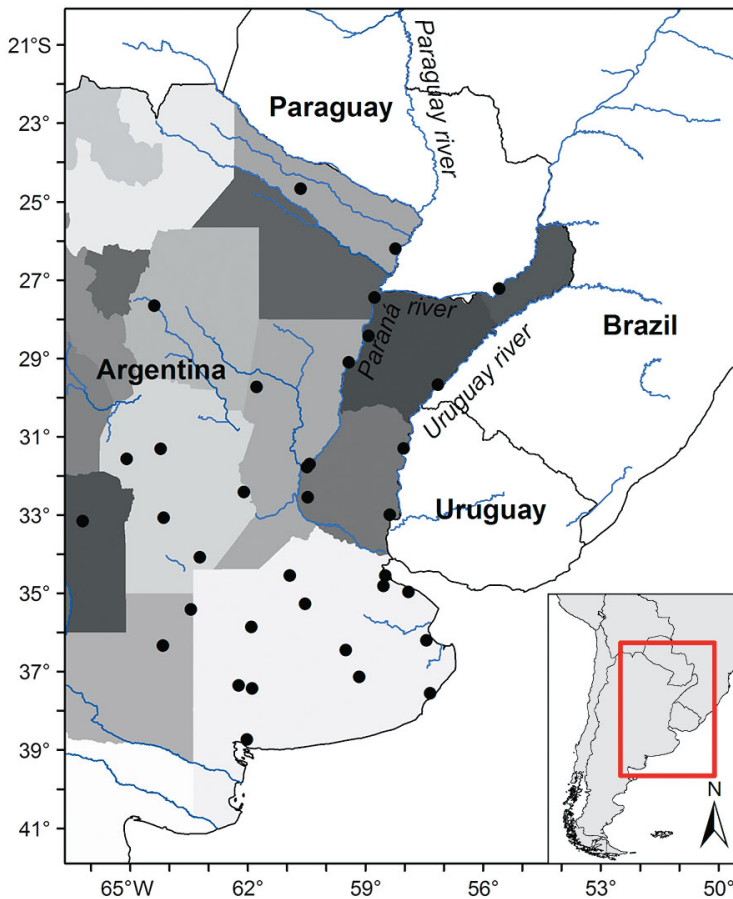 21°S
23°
25°
27°
29°
31°
33°
35°
37°
39°
41°
Paraguay
Paraguay river
Paraná river
Uruguay river
Brazil
Argentina
Uruguay
N
65°W
62°
59°
56°
53°
50°